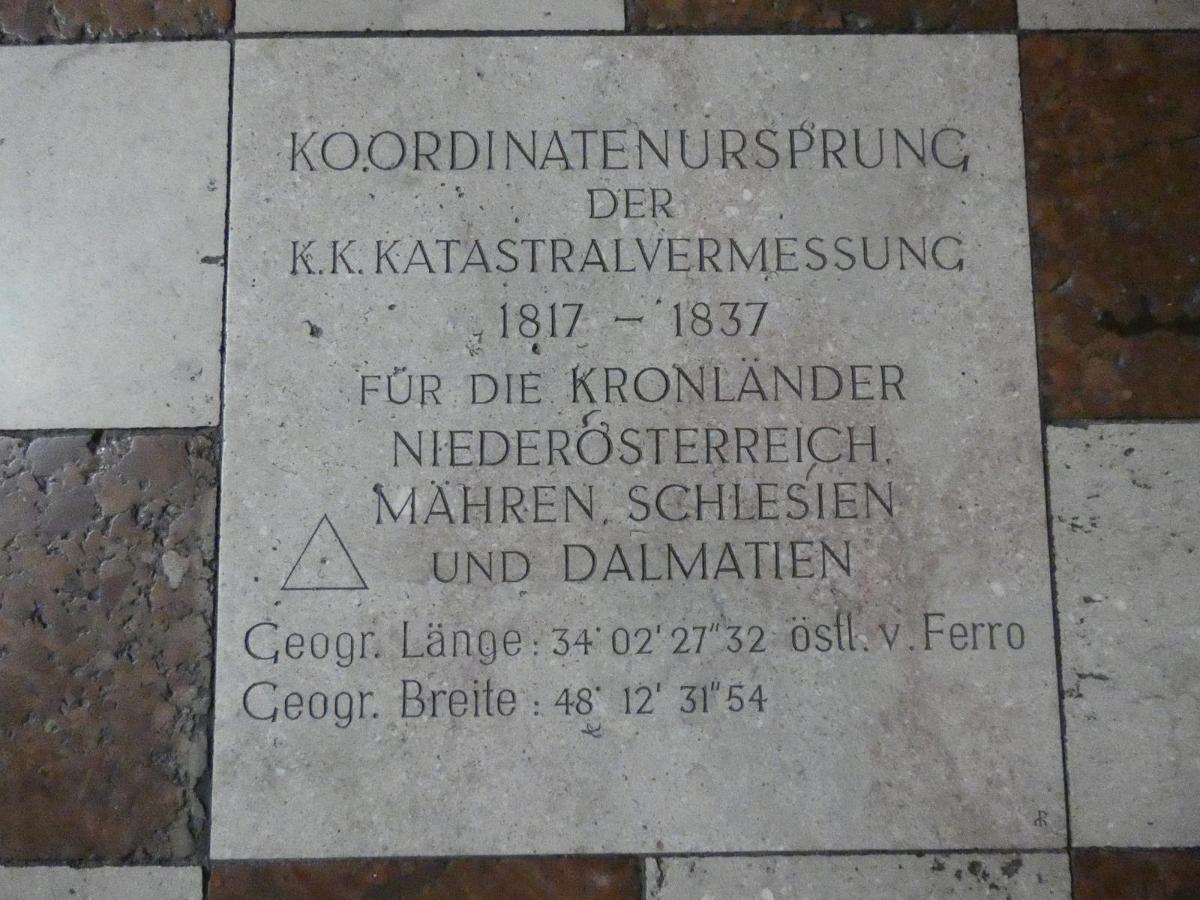 KOORDINATENURSPRUNG
DER
K.K. KATASTRALVERMESSUNG
1817 – 1837
FÜR DIE KRONLÄNDER
NIEDERÖSTERREICH,
MÄHREN, SCHLESIEN
UND DALMATIEN
Geogr. Länge: 34° 02' 27" 32 östl. v. Ferro
Geogr. Breite: 48° 12' 31" 54